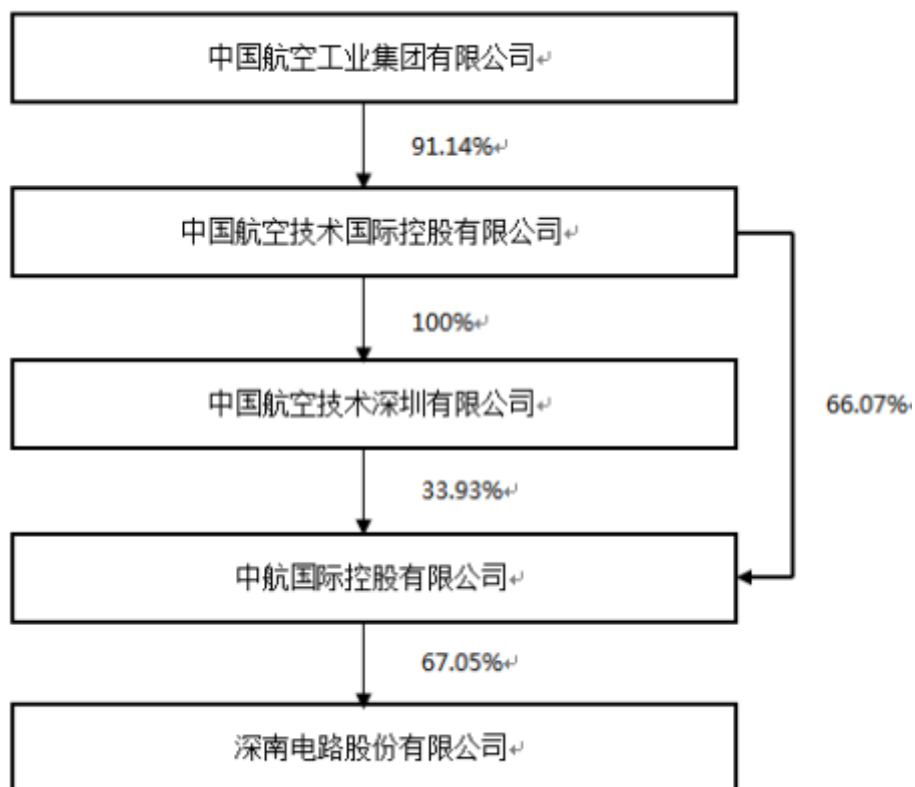 中国航空工业集团有限公司
91.14%
中国航空技术国际控股有限公司
100%
中国航空技术深圳有限公司
66.07%
33.93%
中航国际控股有限公司
67.05%
深南电路股份有限公司